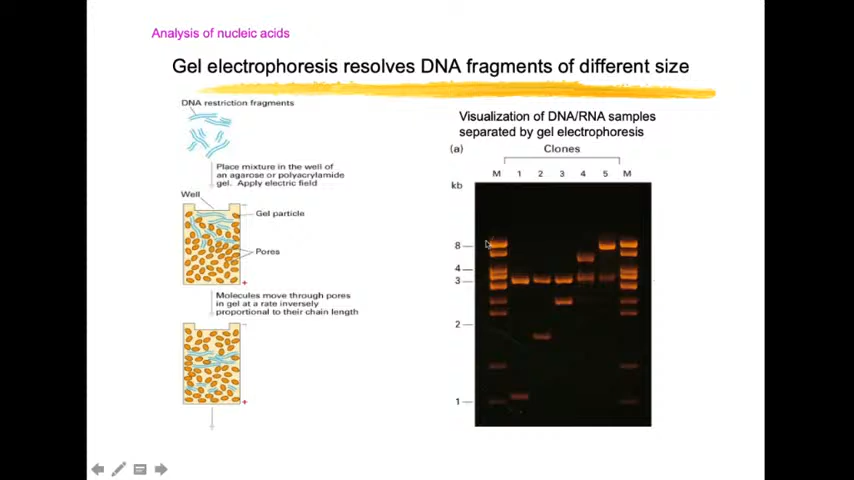 Analysis of nucleic acids
Gel electrophoresis resolves DNA fragments of different size
DNA restriction fragments
Place mixture in the well of
an agarose or polyacrylamide
gel. Apply electric field
Well
−
Gel particle
Pores
+
Molecules move through pores
in gel at a rate inversely
proportional to their chain length
−
+
Visualization of DNA/RNA samples
separated by gel electrophoresis
(a)
Clones
M 1 2 3 4 5 M
kb
8
4
3
2
1